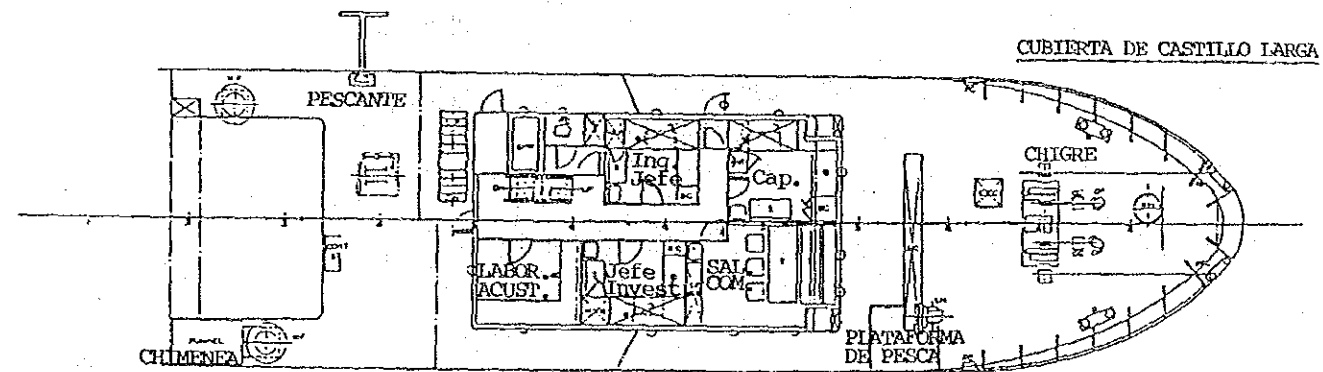 CUBIERTA DE CASTILLO LARGA
PESCANTE
CHIGRE
Ing.
Jefe
Cap.
LABOR.
ACUST.
Jefe
Invest
SAL
COM.
CHIMENEA
PLATAFORMA
DE PESCA